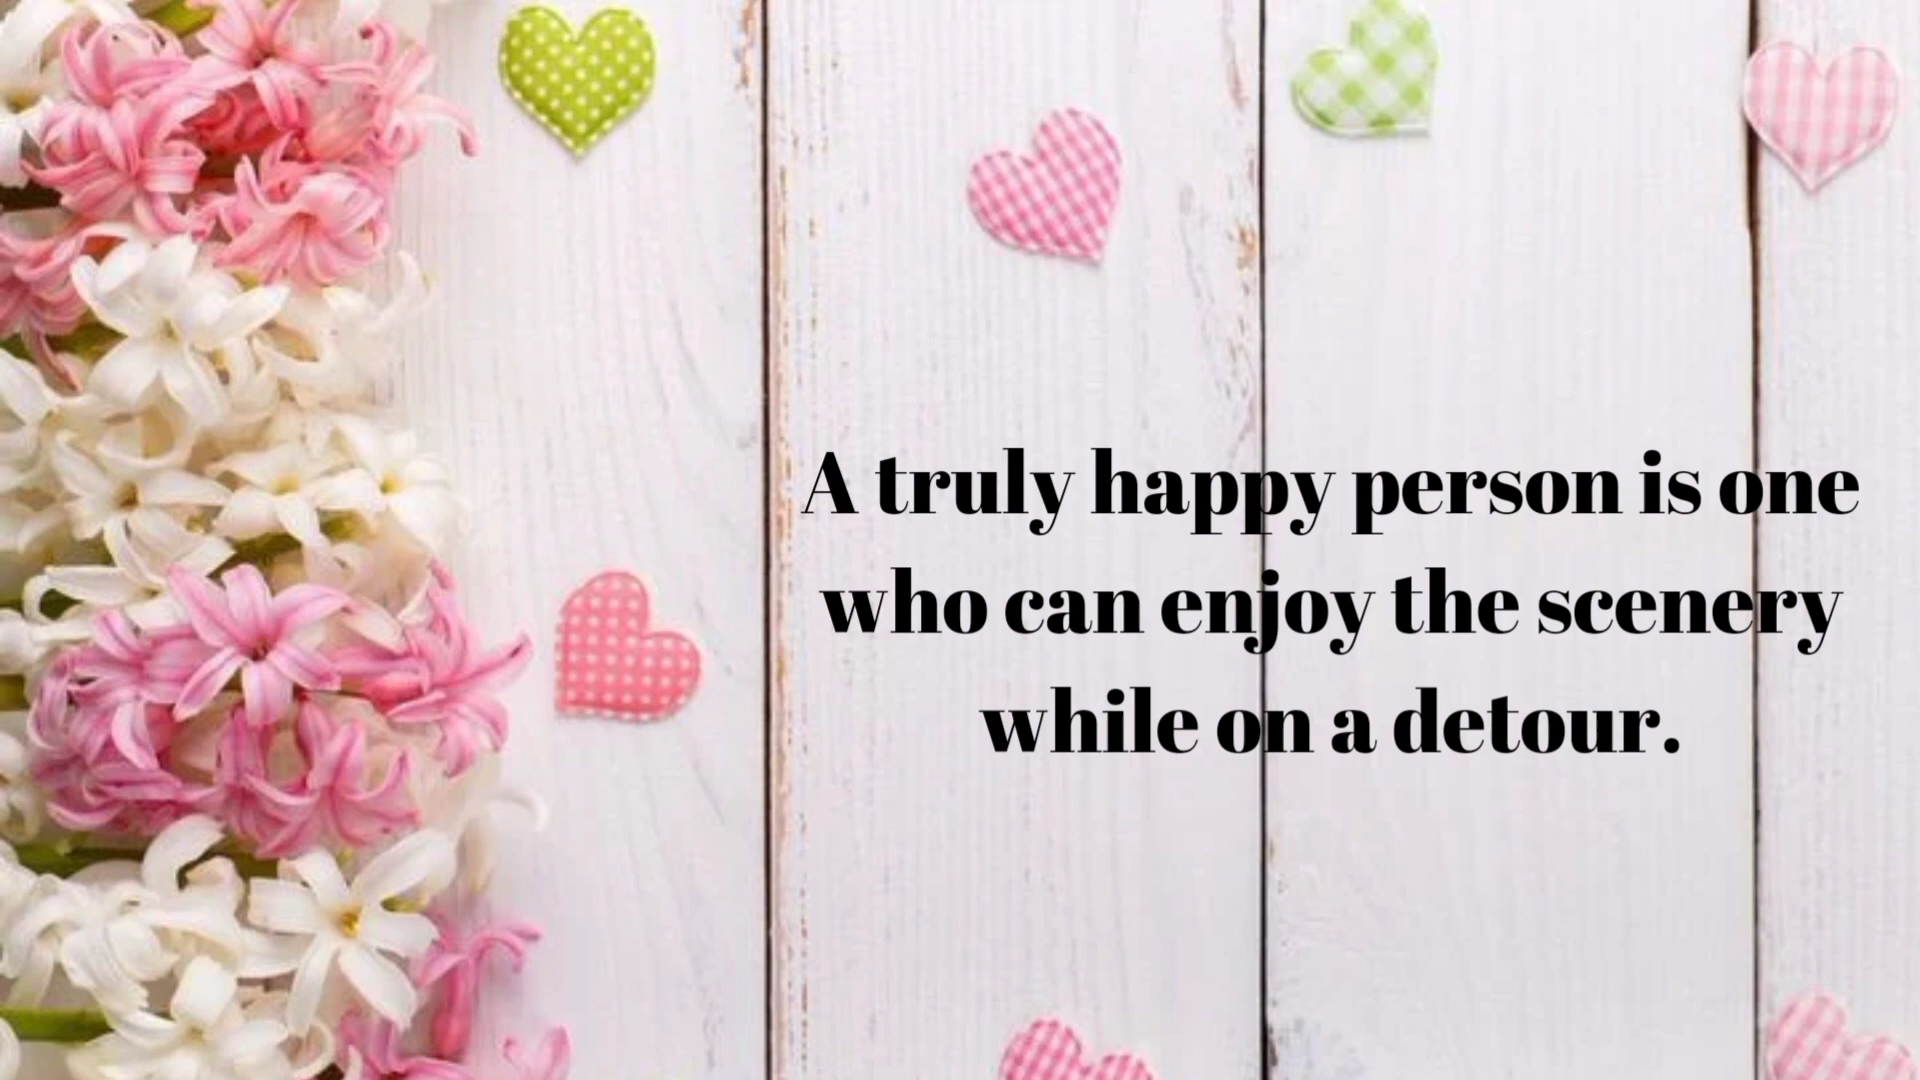 A truly happy person is one
who can enjoy the scenery
while on a detour.